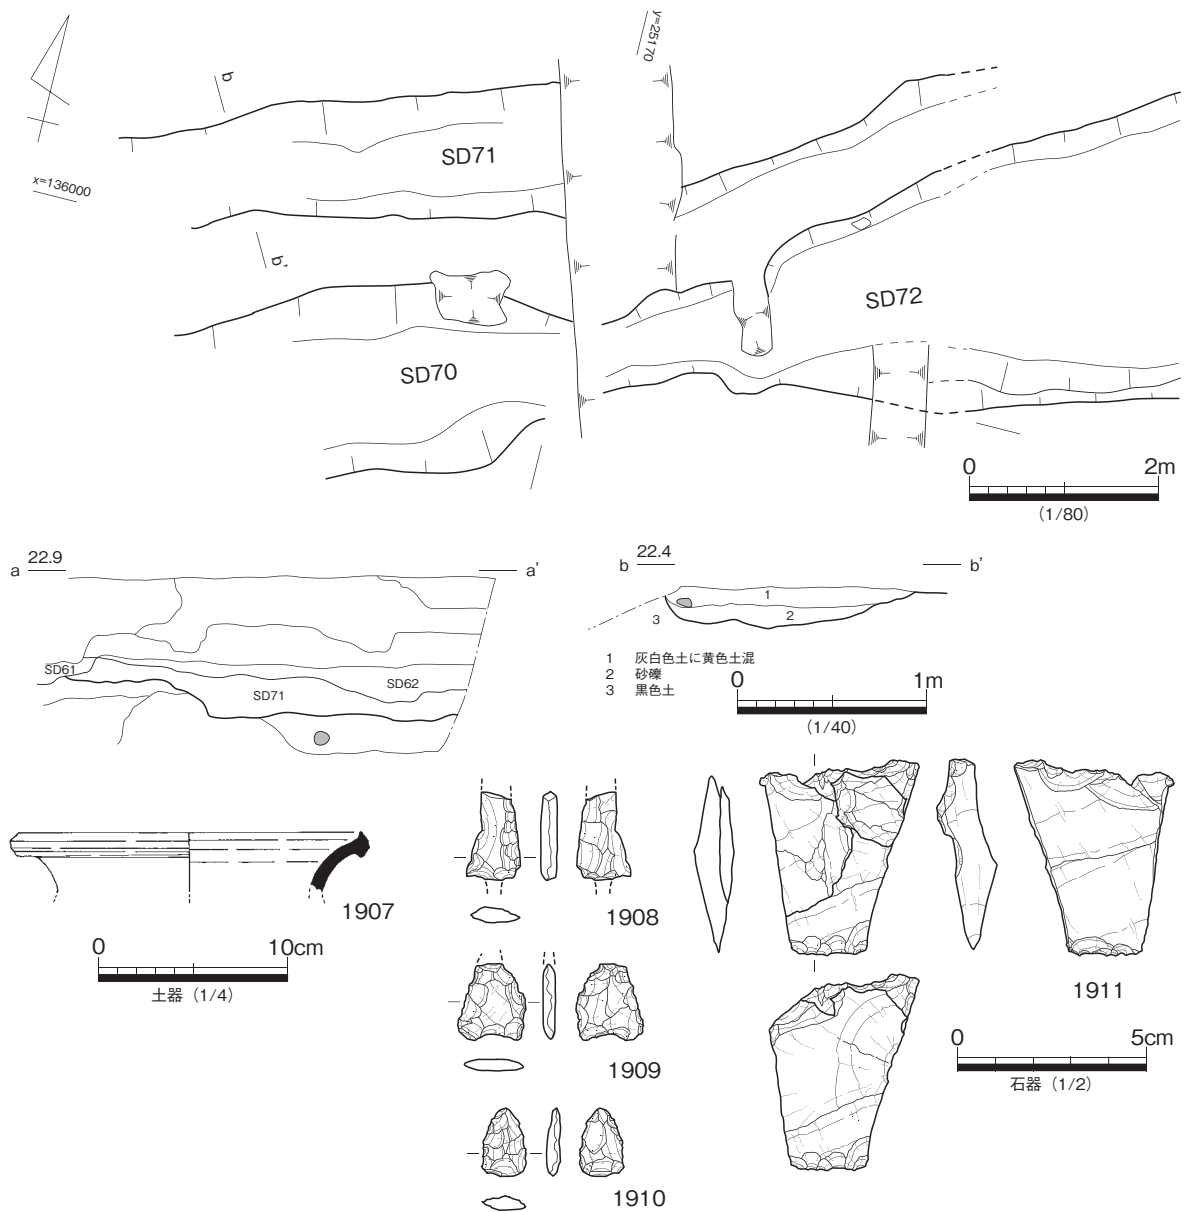 b
y=25170
SD71
x=136000
b'
SD72
SD70
0 2m
(1/80)
a 22.9 a'
b 22.4 b'
1
2
3
SD61
SD71
SD62
1 灰白色土に黄色土混
2 砂礫
3 黒色土
0 1m
(1/40)
1907
0 10cm
土器 (1/4)
1908
1909
1910
1911
0 5cm
石器 (1/2)